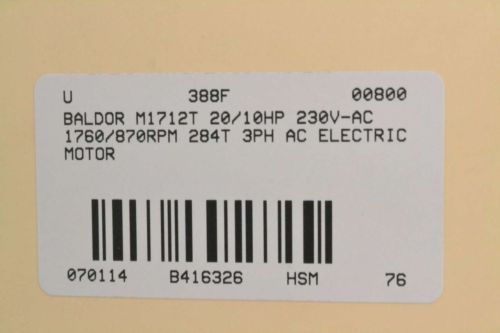 U 388F 00800
BALDOR M1712T 20/10HP 230V-AC
1760/870RPM 284T 3PH AC ELECTRIC
MOTOR
070114 B416326 HSM 76